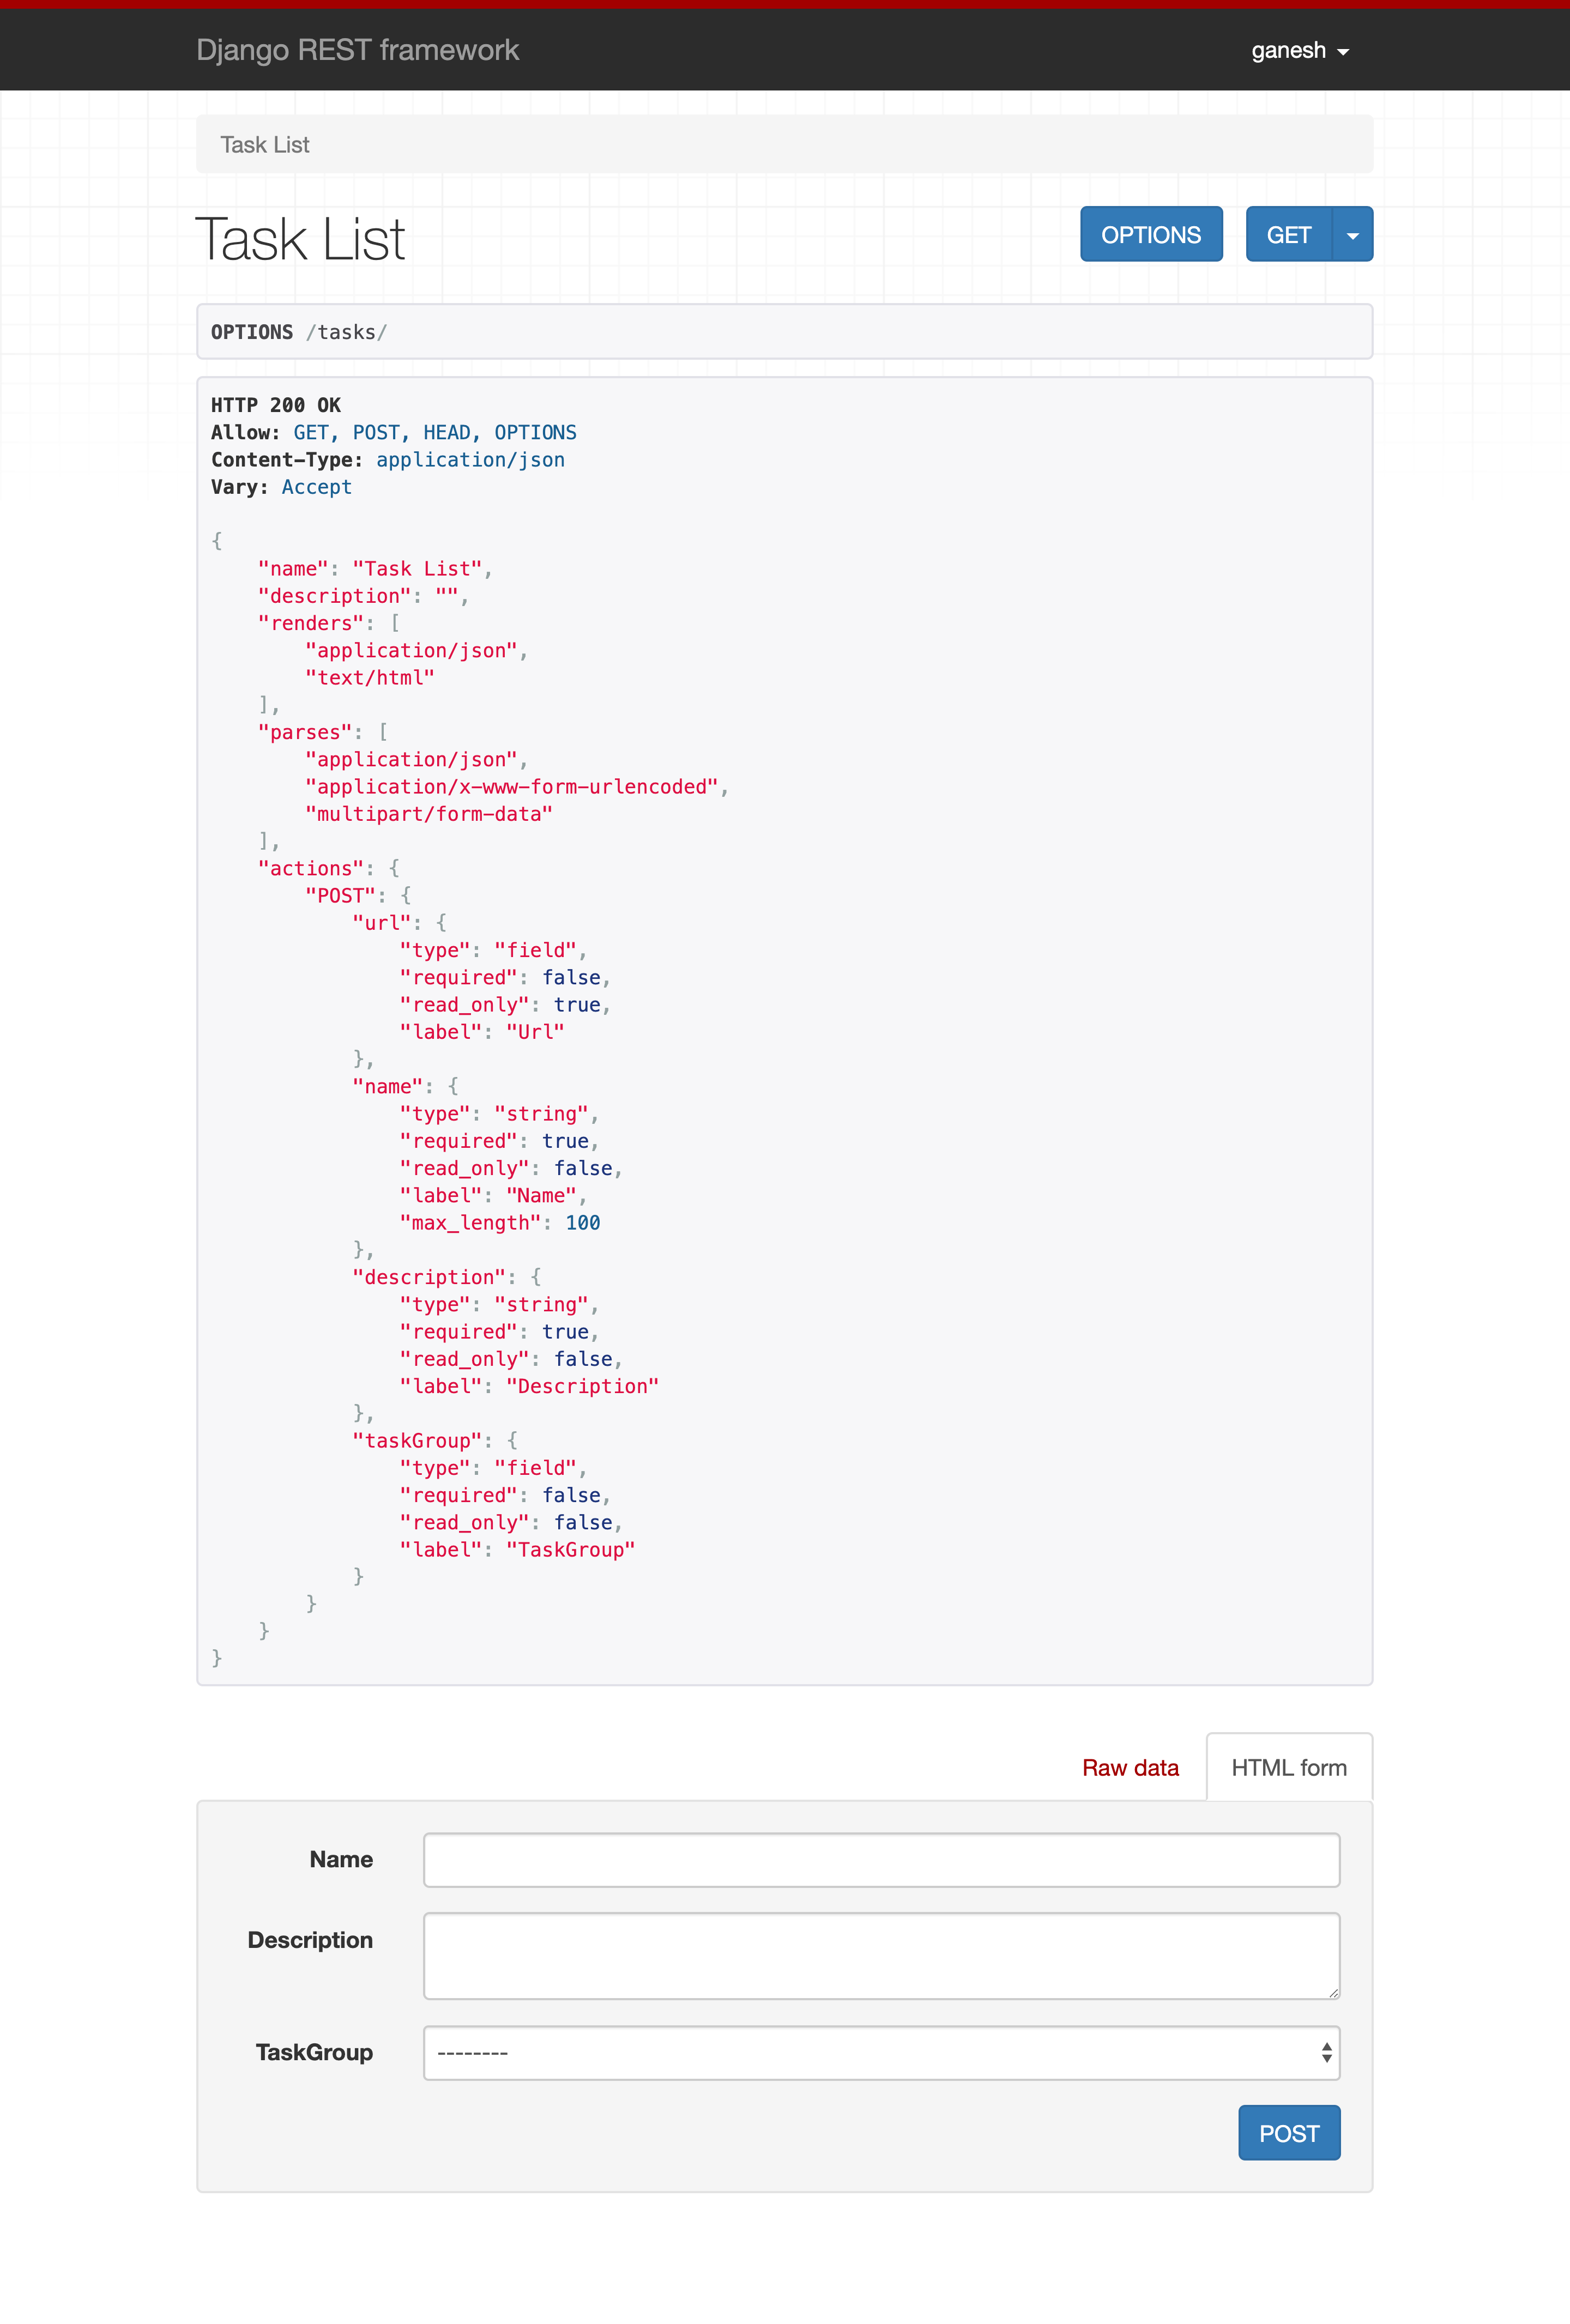 Django REST framework
ganesh
Task List
Task List
OPTIONS
GET
OPTIONS /tasks/
HTTP 200 OK
Allow: GET, POST, HEAD, OPTIONS
Content-Type: application/json
Vary: Accept
{
    "name": "Task List",
    "description": "",
    "renders": [
        "application/json",
        "text/html"
    ],
    "parses": [
        "application/json",
        "application/x-www-form-urlencoded",
        "multipart/form-data"
    ],
    "actions": {
        "POST": {
            "url": {
                "type": "field",
                "required": false,
                "read_only": true,
                "label": "Url"
            },
            "name": {
                "type": "string",
                "required": true,
                "read_only": false,
                "label": "Name",
                "max_length": 100
            },
            "description": {
                "type": "string",
                "required": true,
                "read_only": false,
                "label": "Description"
            },
            "taskGroup": {
                "type": "field",
                "required": false,
                "read_only": false,
                "label": "TaskGroup"
            }
        }
    }
}
Raw data
HTML form
Name
Description
TaskGroup
--------
POST